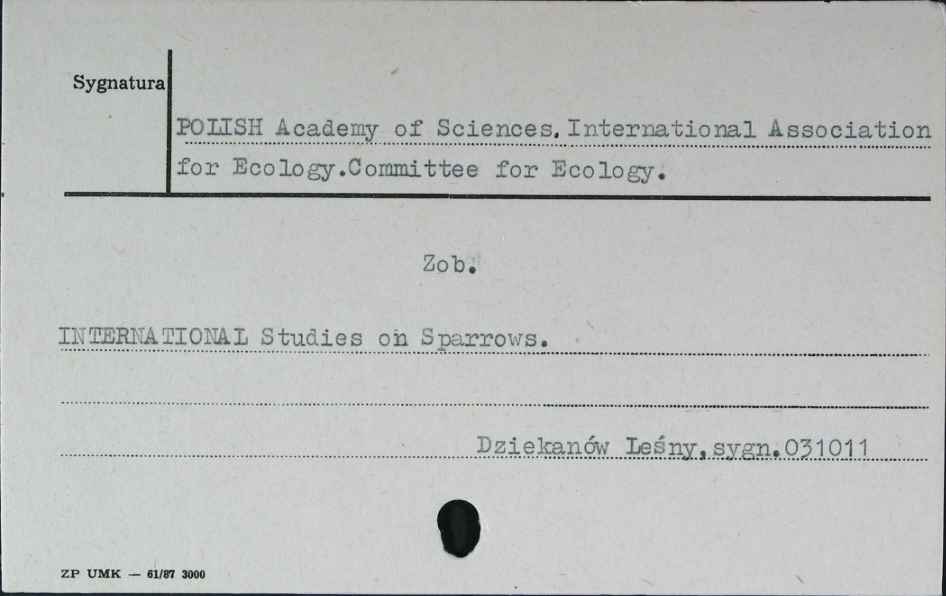 Sygnatura
POLISH Academy of Sciences.International Association
for Ecology.Committee for Ecology.
Zob.
INTERNATIONAL Studies on Sparrows.
Dziekanów Leśny,sygn.031011
ZP UMK — 61/87 3000